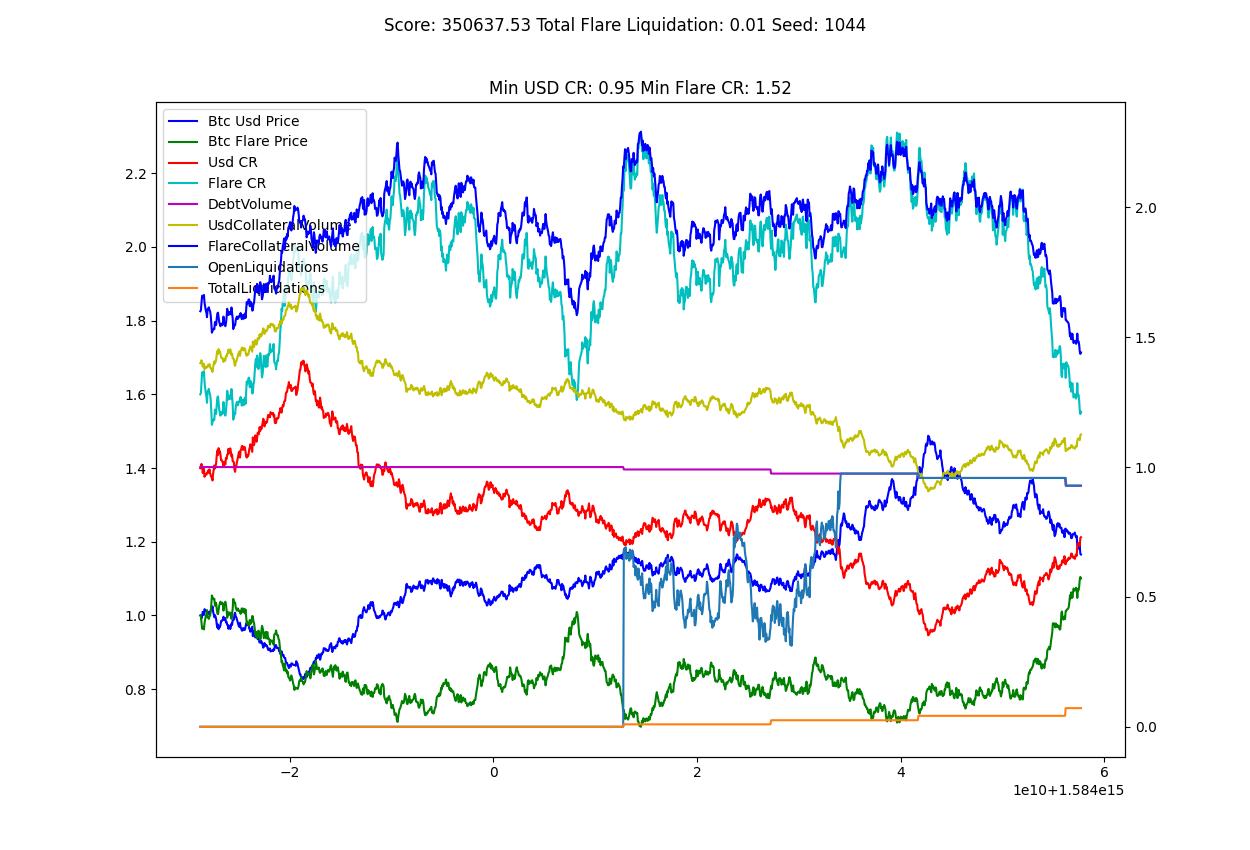 Score: 350637.53 Total Flare Liquidation: 0.01 Seed: 1044
Min USD CR: 0.95 Min Flare CR: 1.52
Btc Usd Price
Btc Flare Price
Usd CR
Flare CR
DebtVolume
UsdCollateralVolume
FlareCollateralVolume
OpenLiquidations
TotalLiquidations
2.2
2.0
1.8
1.6
1.4
1.2
1.0
0.8
2.0
1.5
1.0
0.5
0.0
−2 0 2 4 6
1e10+1.584e15